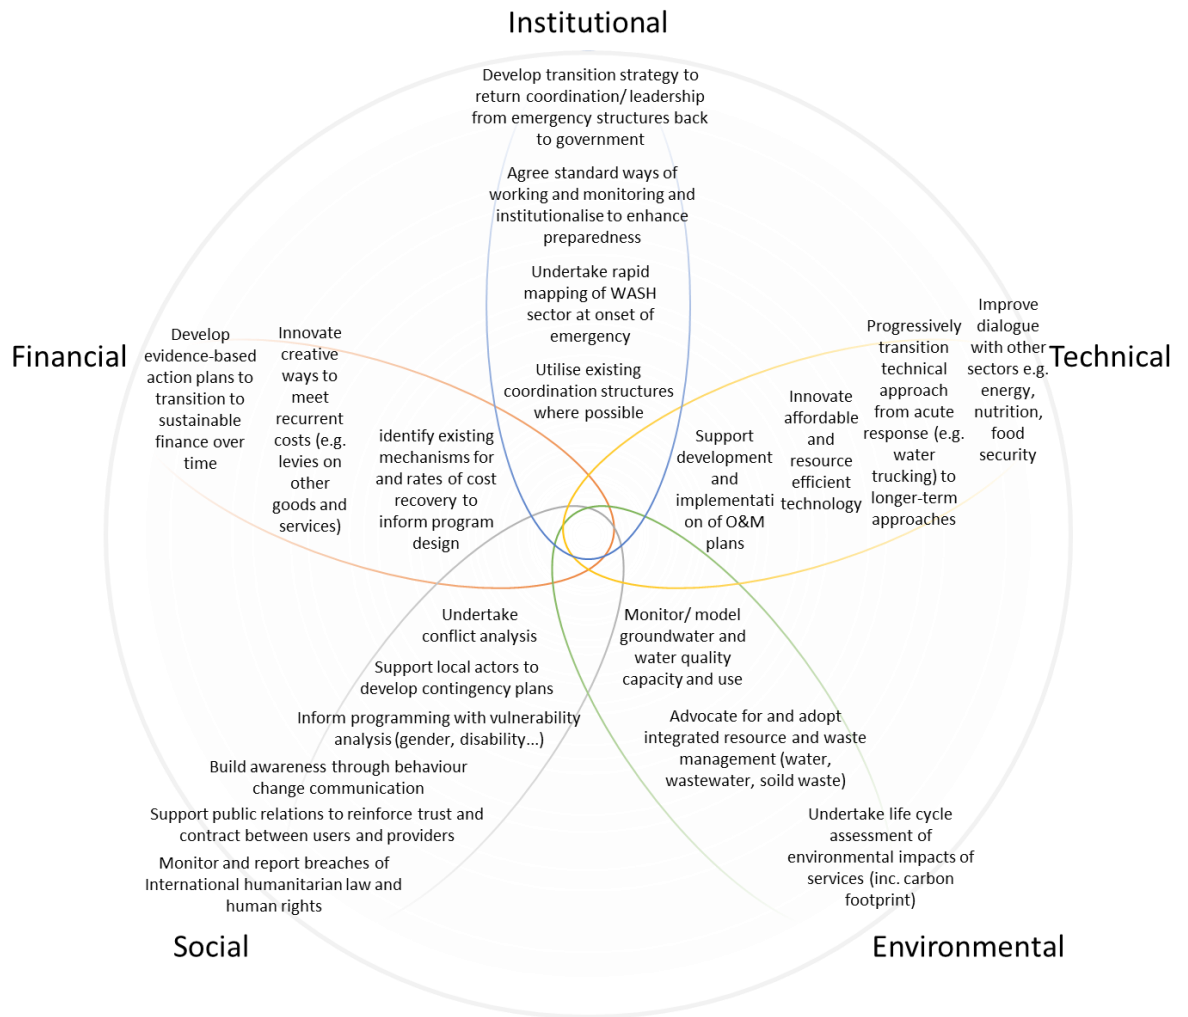 Institutional
Develop transition strategy to
return coordination/ leadership
from emergency structures back
to government
Agree standard ways of
working and monitoring and
institutionalise to enhance
preparedness
Undertake rapid
mapping of WASH
sector at onset of
emergency
Utilise existing
coordination structures
where possible
Financial
Develop
evidence-based
action plans to
transition to
sustainable
finance over
time
Innovate
creative
ways to
meet
recurrent
costs (e.g.
levies on
other
goods and
services)
identify existing
mechanisms for
and rates of cost
recovery to
inform program
design
Technical
Support
development
and
implementati
on of O&M
plans
Innovate
affordable
and
resource
efficient
technology
Progressively
transition
technical
approach
from acute
response (e.g.
water
trucking) to
longer-term
approaches
Improve
dialogue
with other
sectors e.g.
energy,
nutrition,
food
security
Undertake
conflict analysis
Support local actors to
develop contingency plans
Inform programming with vulnerability
analysis (gender, disability...)
Build awareness through behaviour
change communication
Support public relations to reinforce trust and
contract between users and providers
Monitor and report breaches of
International humanitarian law and
human rights
Social
Monitor/ model
groundwater and
water quality
capacity and use
Advocate for and adopt
integrated resource and waste
management (water,
wastewater, soild waste)
Undertake life cycle
assessment of
environmental impacts of
services (inc. carbon
footprint)
Environmental